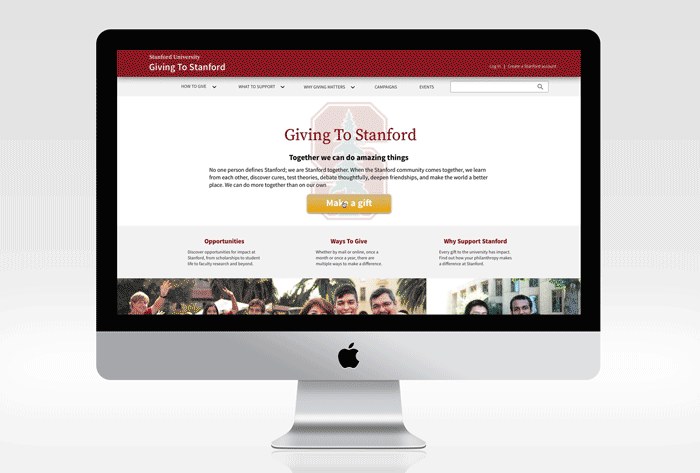 Stanford University
Giving To Stanford
Log in | Create a Stanford account
HOW TO GIVE WHAT TO SUPPORT WHY GIVING MATTERS CAMPAIGNS EVENTS
Giving To Stanford
Together we can do amazing things
No one person defines Stanford; we are Stanford together. When the Stanford community comes together, we learn
from each other, discover cures, test theories, debate thoughtfully, deepen friendships, and make the world a better
place. We can do more together than on our own.
Make a gift
Opportunities
Discover opportunities for impact at
Stanford, from scholarships to student
life to faculty research and beyond.
Ways To Give
Whether by mail or online, once a
month or once a year, there are
multiple ways to make a difference.
Why Support Stanford
Every gift to the university has impact.
Find out how your philanthropy makes
a difference at Stanford.